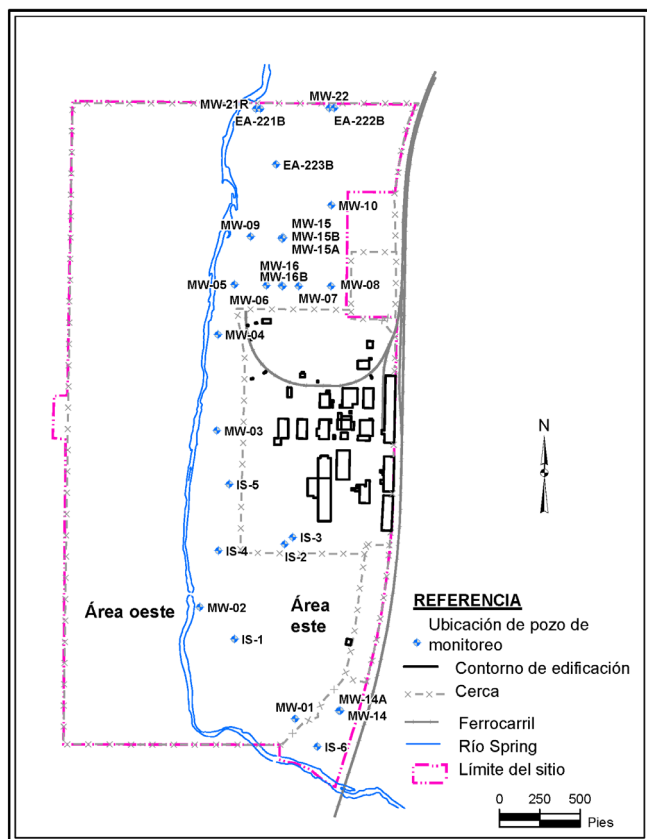 MW-22
MW-21R
EA-221B
EA-222B
EA-223B
MW-10
MW-09
MW-15
MW-15B
MW-15A
MW-16
MW-16B
MW-05
MW-08
MW-06
MW-07
MW-04
MW-03
IS-5
N
IS-3
IS-2
IS-4
Área oeste
MW-02
Área
este
IS-1
MW-01
MW-14A
MW-14
IS-6
REFERENCIA
Ubicación de pozo de
monitoreo
Contorno de edificación
Cerca
Ferrocarril
Río Spring
Límite del sitio
0 250 500
Pies